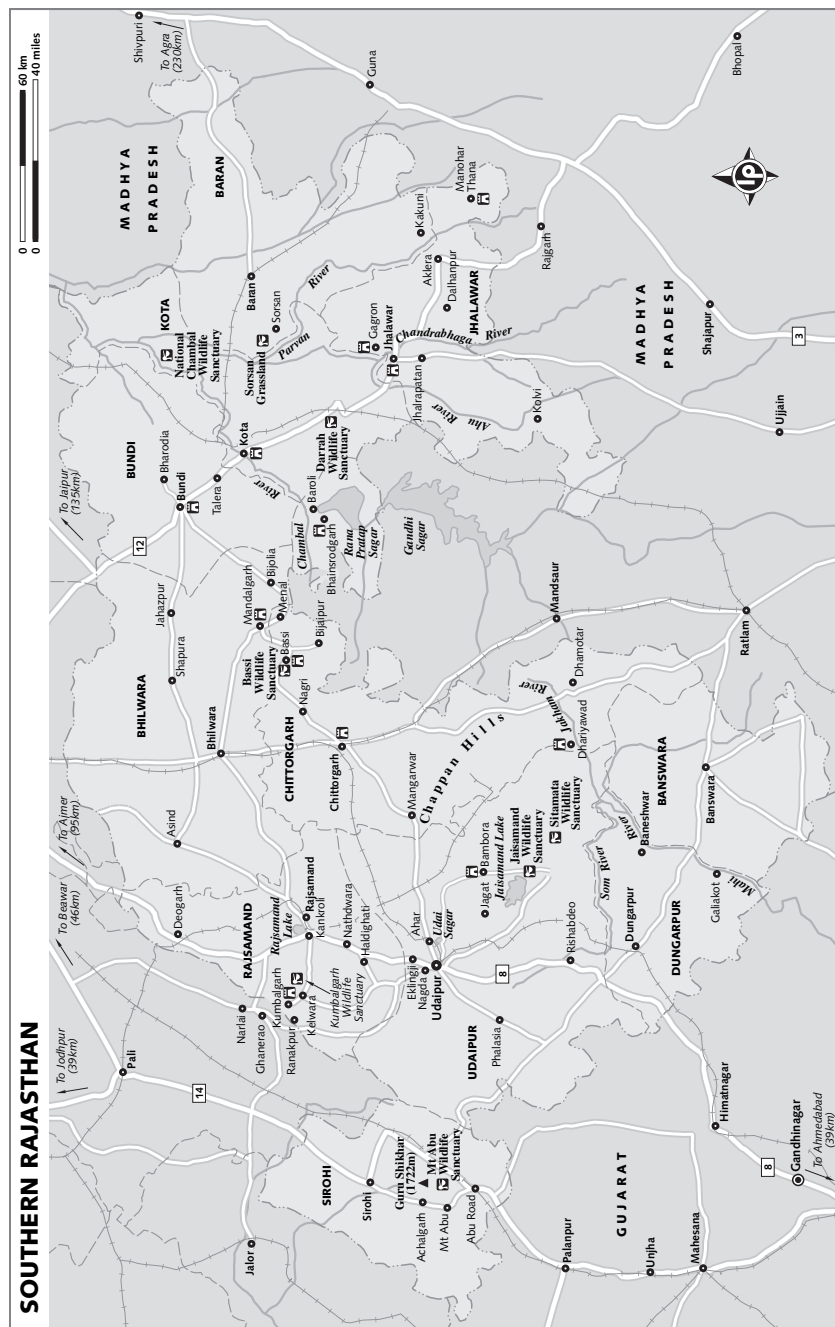 SOUTHERN RAJASTHAN
0 60 km
0 40 miles
To Jodhpur
(39km)
To Beawar
(46km)
To Ajmer
(95km)
To Jaipur
(135km)
To Agra
(230km)
Shivpuri
Pali
14
12
Deogarh
Asind
Shapura
Jahazpur
BHILWARA
Bundi
Bharodia
BUNDI
Talera
MADHYA
PRADESH
BARAN
KOTA
National
Chambal
Wildlife
Sanctuary
Jalor
Narlai
Ghanerao
RAJSAMAND
Bhilwara
Mandalgarh
Bijolia
Menal
Kota
River
Baran
Sorsan
Sorsan
Grassland
Parvan
River
Guna
SIROHI
Kumbalgarh
Ranakpur
Kelwara
Kumbalgarh
Wildlife
Sanctuary
Rajsamand
Lake
Rajsamand
Kankroli
Nathdwara
Haldighati
Bassi
Wildlife
Sanctuary
Bassi
Bijaipur
Nagri
CHITTORGARH
Chittorgarh
Chambal
Baroli
Bhainsrodgarh
Rana
Pratap
Sagar
Darrah
Wildlife
Sanctuary
Gagron
Jhalawar
Chandrabhaga
River
Jhalrapatan
Ahu
River
Kolvi
Kakuni
Aklera
Dalhanpur
JHALAWAR
Manohar
Thana
Rajgarh
Bhopal
Sirohi
Guru Shikhar
(1722m)
Mt Abu
Wildlife
Sanctuary
Achalgarh
Mt Abu
Abu Road
Eklingji
Nagda
Udaipur
Ahar
Udai
Sagar
Mangarwar
Chappan Hills
Gandhi
Sagar
UDAIPUR
Phalasia
Jagat
Bambora
Jaisamand Lake
Jaisamand
Wildlife
Sanctuary
Sitamata
Wildlife
Sanctuary
Dhariyawad
Jakham
River
Dhamotar
Mandsaur
MADHYA
PRADESH
Shajapur
3
Ujjain
LP
GUJARAT
Palanpur
Unjha
Mahesana
8
Rishabdeo
Som River
Baneshwar
River
BANSWARA
Banswara
Ratlam
Dungarpur
DUNGARPUR
Galiakot
Mahi
Himatnagar
8
Gandhinagar
To Ahmedabad
(39km)